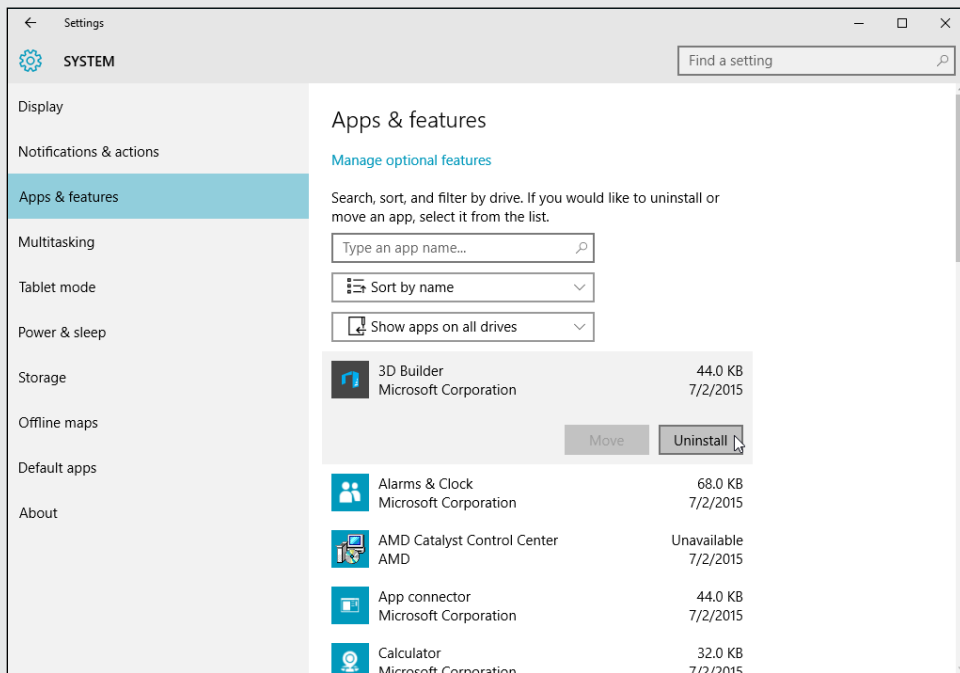 Settings
SYSTEM
Find a setting
Display
Notifications & actions
Apps & features
Multitasking
Tablet mode
Power & sleep
Storage
Offline maps
Default apps
About
Apps & features
Manage optional features
Search, sort, and filter by drive. If you would like to uninstall or
move an app, select it from the list.
Type an app name...
Sort by name
Show apps on all drives
3D Builder 44.0 KB
Microsoft Corporation 7/2/2015
Move Uninstall
Alarms & Clock 68.0 KB
Microsoft Corporation 7/2/2015
AMD Catalyst Control Center Unavailable
AMD 7/2/2015
App connector 44.0 KB
Microsoft Corporation 7/2/2015
Calculator 32.0 KB
Microsoft Corporation 7/2/2015